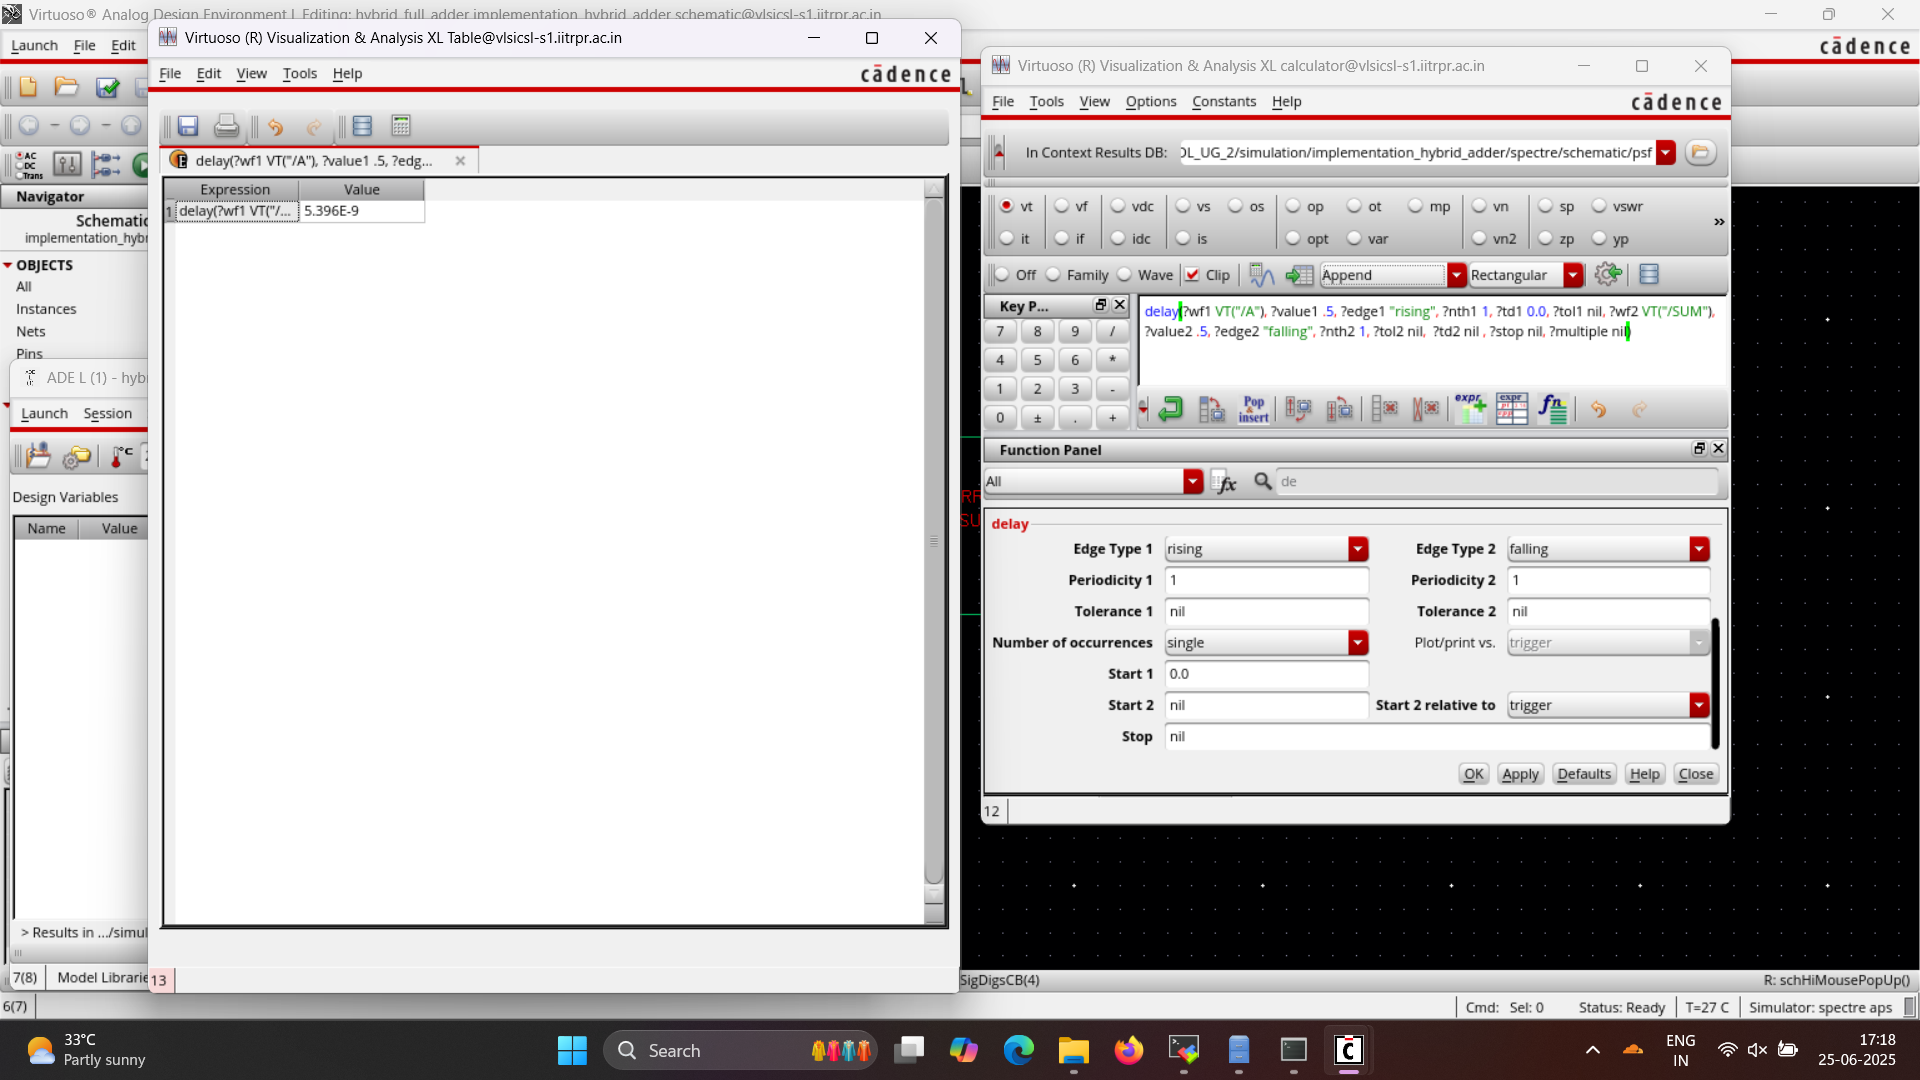 Virtuoso® Analog Design Environment L Editing: hybrid_full_adder implementation_hybrid_adder schematic@vlsicsl-s1.iitrpr.ac.in
Launch File Edit
cādence
Navigator
Schematic
implementation_hyb
OBJECTS
All
Instances
Nets
Pins
ADE L (1) - hyb
Launch Session
Design Variables
Name Value
> Results in .../simul
7(8) Model Librarie
6(7)
Virtuoso (R) Visualization & Analysis XL Table@vlsicsl-s1.iitrpr.ac.in
File Edit View Tools Help
cādence
delay(?wf1 VT("/A"), ?value1 .5, ?edg...
Expression Value
1 delay(?wf1 VT("/... 5.396E-9
13
Virtuoso (R) Visualization & Analysis XL calculator@vlsicsl-s1.iitrpr.ac.in
File Tools View Options Constants Help
cādence
In Context Results DB: OL_UG_2/simulation/implementation_hybrid_adder/spectre/schematic/psf
vt vf vdc vs os op ot mp vn sp vswr
it if idc is opt var vn2 zp yp
»
Off Family Wave Clip Append Rectangular
Key P...
7 8 9 /
4 5 6 *
1 2 3 -
0 ± . +
delay(?wf1 VT("/A"), ?value1 .5, ?edge1 "rising", ?nth1 1, ?td1 0.0, ?tol1 nil, ?wf2 VT("/SUM"),
?value2 .5, ?edge2 "falling", ?nth2 1, ?tol2 nil, ?td2 nil , ?stop nil, ?multiple nil)
Pop & insert
expr
expr
fn
Function Panel
All fx de
delay
Edge Type 1 rising Edge Type 2 falling
Periodicity 1 1 Periodicity 2 1
Tolerance 1 nil Tolerance 2 nil
Number of occurrences single Plot/print vs. trigger
Start 1 0.0
Start 2 nil Start 2 relative to trigger
Stop nil
OK Apply Defaults Help Close
12
SigDigsCB(4) R: schHiMousePopUp()
Cmd: Sel: 0 Status: Ready T=27 C Simulator: spectre aps
33°C
Partly sunny
Search
ENG
IN
17:18
25-06-2025